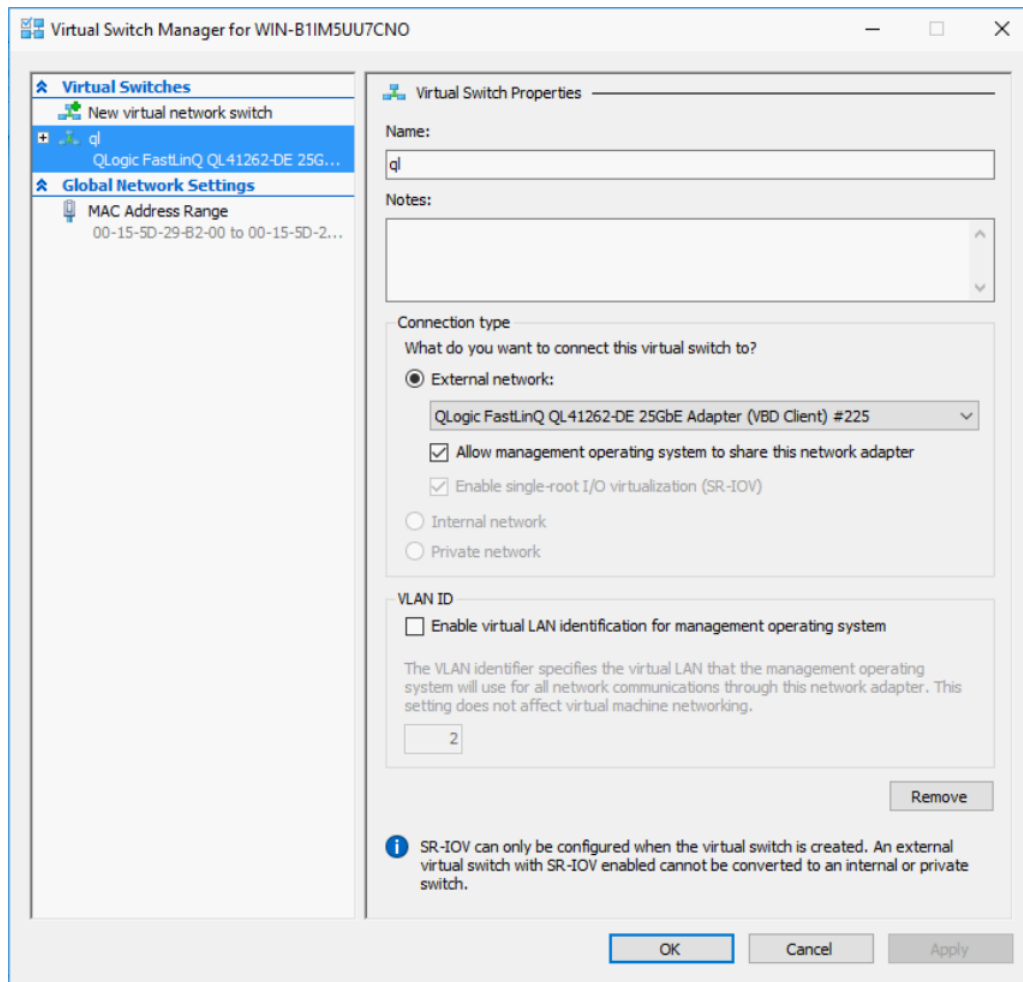 Virtual Switch Manager for WIN-B1IM5UU7CNO
Virtual Switches
New virtual network switch
ql
QLogic FastLinQ QL41262-DE 25G...
Global Network Settings
MAC Address Range
00-15-5D-29-B2-00 to 00-15-5D-2...
Virtual Switch Properties
Name:
ql
Notes:
Connection type
What do you want to connect this virtual switch to?
External network:
QLogic FastLinQ QL41262-DE 25GbE Adapter (VBD Client) #225
Allow management operating system to share this network adapter
Enable single-root I/O virtualization (SR-IOV)
Internal network
Private network
VLAN ID
Enable virtual LAN identification for management operating system
The VLAN identifier specifies the virtual LAN that the management operating
system will use for all network communications through this network adapter. This
setting does not affect virtual machine networking.
2
Remove
SR-IOV can only be configured when the virtual switch is created. An external
virtual switch with SR-IOV enabled cannot be converted to an internal or private
switch.
OK Cancel Apply